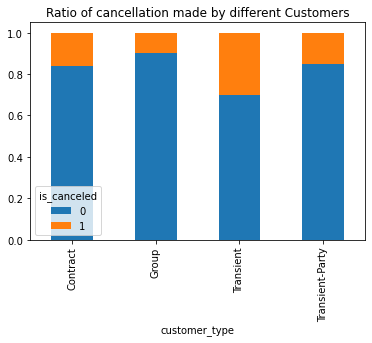 Ratio of cancellation made by different Customers
1.0
0.8
0.6
0.4
0.2
0.0
is_canceled
0
1
Contract
Group
Transient
Transient-Party
customer_type